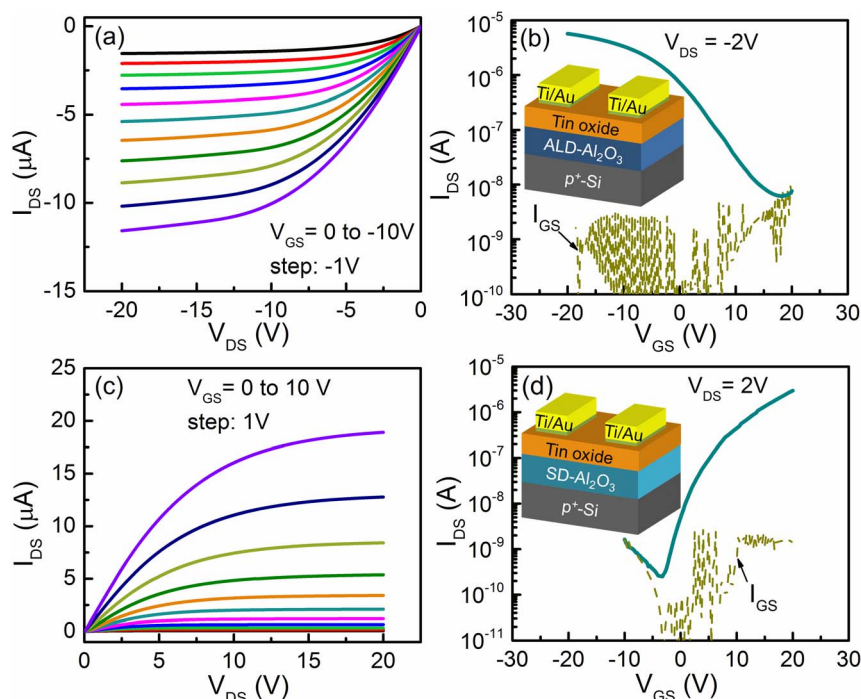 (a)
0
-5
-10
-15
I_DS (μA)
V_GS = 0 to -10V
step: -1V
-20 -15 -10 -5 0
V_DS (V)
(b)
V_DS = -2V
10^-5
10^-6
10^-7
10^-8
10^-9
10^-10
I_DS (A)
Ti/Au Ti/Au
Tin oxide
ALD-Al₂O₃
p⁺-Si
I_GS
-30 -20 -10 0 10 20 30
V_GS (V)
(c)
25
20
15
10
5
0
I_DS (μA)
V_GS = 0 to 10 V
step: 1V
0 5 10 15 20
V_DS (V)
(d)
V_DS= 2V
10^-5
10^-6
10^-7
10^-8
10^-9
10^-10
10^-11
I_DS (A)
Ti/Au Ti/Au
Tin oxide
SD-Al₂O₃
p⁺-Si
I_GS
-30 -20 -10 0 10 20 30
V_GS (V)